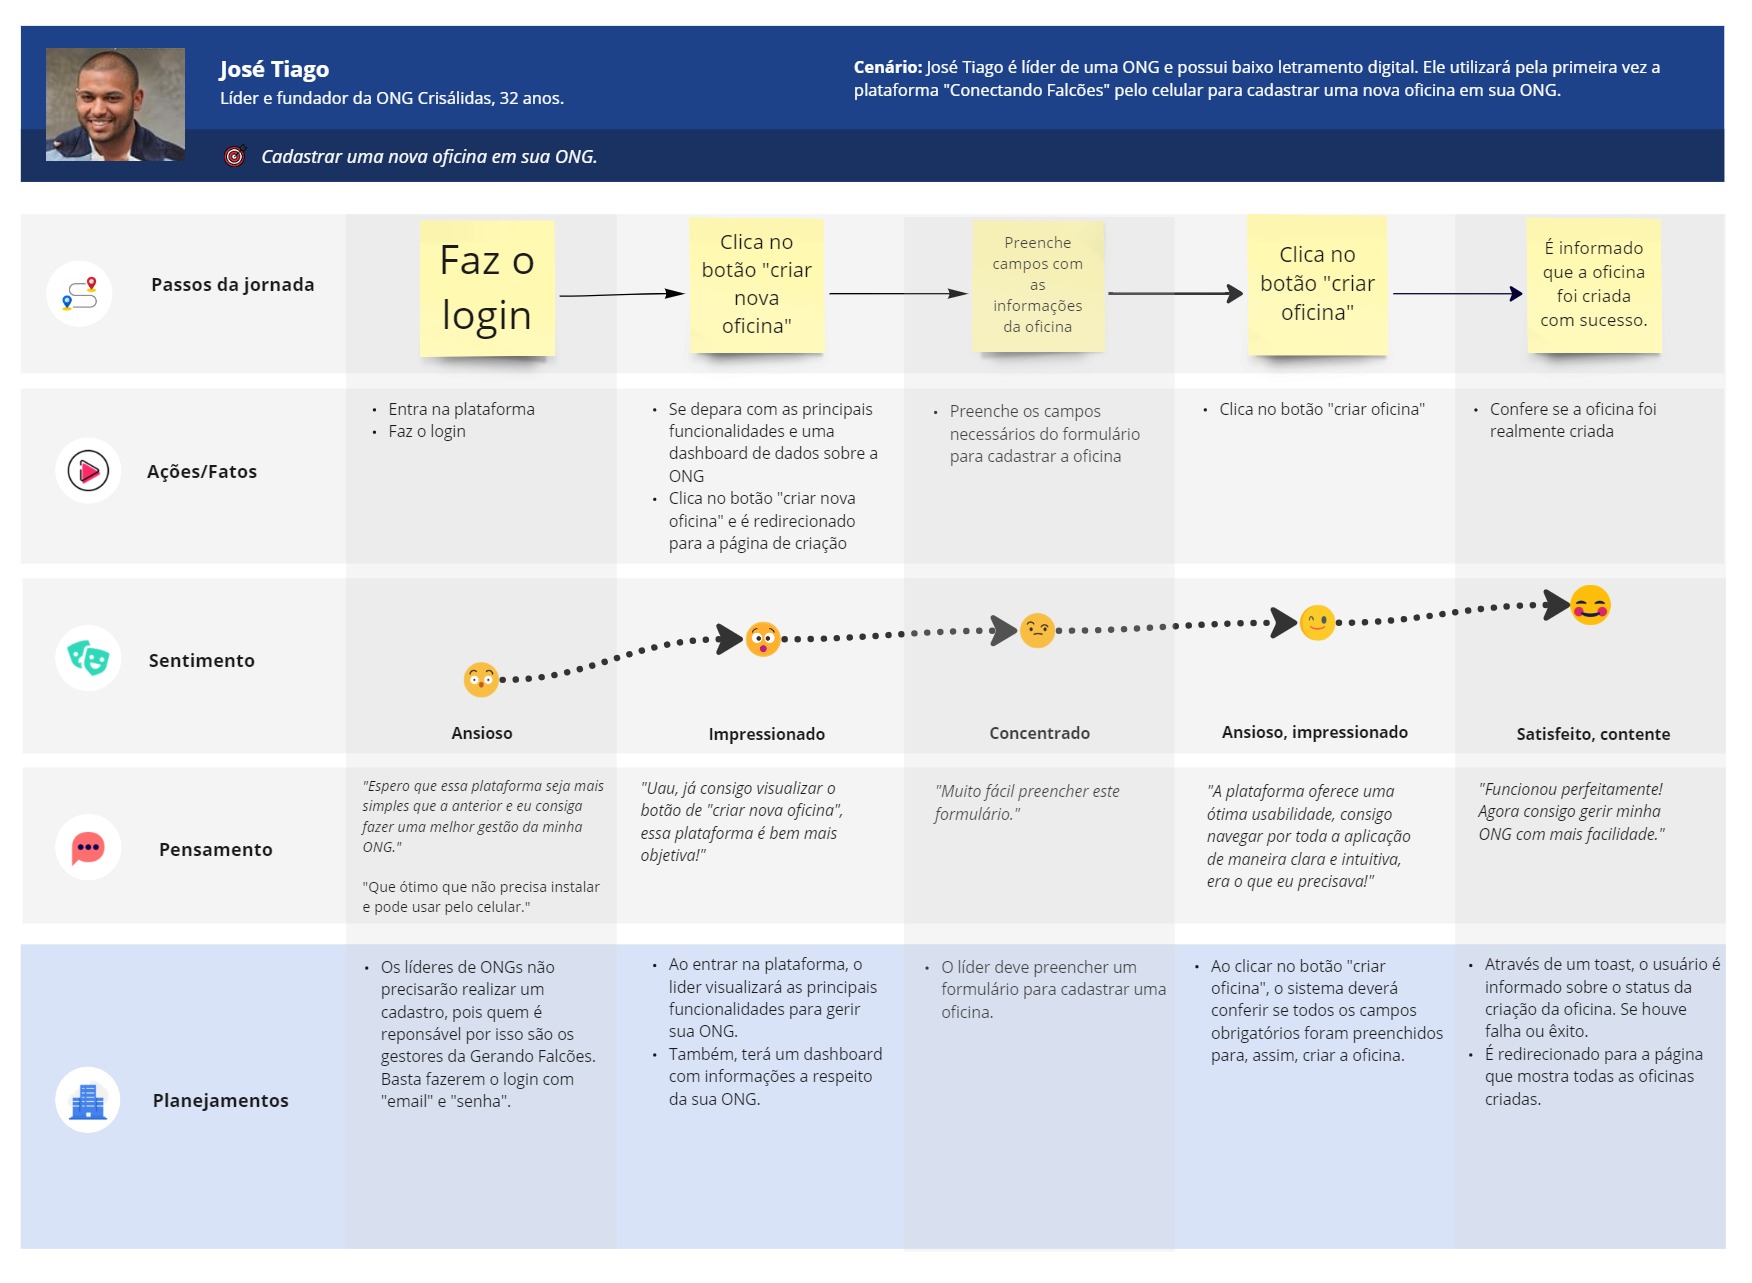 José Tiago
Líder e fundador da ONG Crisálidas, 32 anos.
Cenário: José Tiago é líder de uma ONG e possui baixo letramento digital. Ele utilizará pela primeira vez a
plataforma "Conectando Falcões" pelo celular para cadastrar uma nova oficina em sua ONG.
Cadastrar uma nova oficina em sua ONG.
Passos da jornada
Faz o
login
Clica no
botão "criar
nova
oficina"
Preenche
campos com
as
informações
da oficina
Clica no
botão "criar
oficina"
É informado
que a oficina
foi criada
com sucesso.
Ações/Fatos
• Entra na plataforma
• Faz o login
• Se depara com as principais
funcionalidades e uma
dashboard de dados sobre a
ONG
• Clica no botão "criar nova
oficina" e é redirecionado
para a página de criação
• Preenche os campos
necessários do formulário
para cadastrar a oficina
• Clica no botão "criar oficina"
• Confere se a oficina foi
realmente criada
Sentimento
Ansioso
Impressionado
Concentrado
Ansioso, impressionado
Satisfeito, contente
Pensamento
"Espero que essa plataforma seja mais
simples que a anterior e eu consiga
fazer uma melhor gestão da minha
ONG."
"Que ótimo que não precisa instalar
e pode usar pelo celular."
"Uau, já consigo visualizar o
botão de "criar nova oficina",
essa plataforma é bem mais
objetiva!"
"Muito fácil preencher este
formulário."
"A plataforma oferece uma
ótima usabilidade, consigo
navegar por toda a aplicação
de maneira clara e intuitiva,
era o que eu precisava!"
"Funcionou perfeitamente!
Agora consigo gerir minha
ONG com mais facilidade."
Planejamentos
• Os líderes de ONGs não
precisarão realizar um
cadastro, pois quem é
reponsável por isso são os
gestores da Gerando Falcões.
Basta fazerem o login com
"email" e "senha".
• Ao entrar na plataforma, o
lider visualizará as principais
funcionalidades para gerir
sua ONG.
• Também, terá um dashboard
com informações a respeito
da sua ONG.
• O líder deve preencher um
formulário para cadastrar uma
oficina.
• Ao clicar no botão "criar
oficina", o sistema deverá
conferir se todos os campos
obrigatórios foram preenchidos
para, assim, criar a oficina.
• Através de um toast, o usuário é
informado sobre o status da
criação da oficina. Se houve
falha ou êxito.
• É redirecionado para a página
que mostra todas as oficinas
criadas.